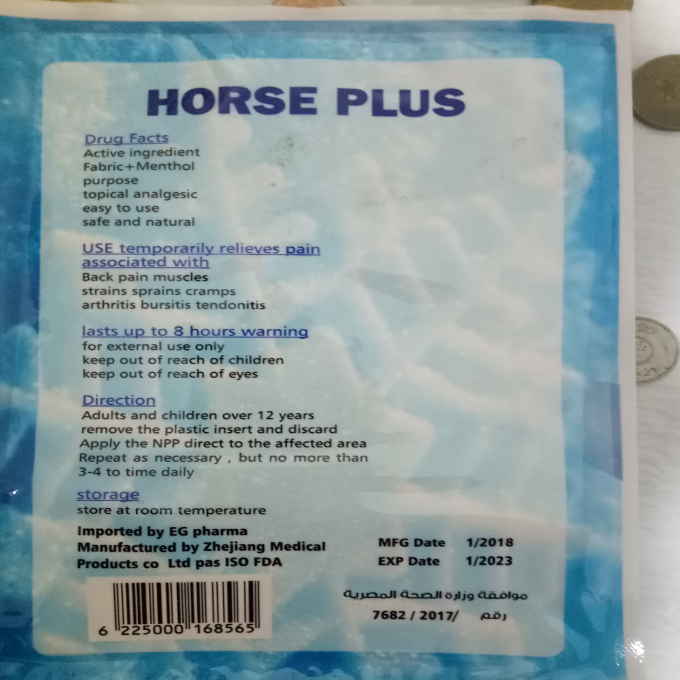 HORSE PLUS
Drug Facts
Active ingredient
Fabric+Menthol
purpose
topical analgesic
easy to use
safe and natural
USE temporarily relieves pain
associated with
Back pain muscles
strains sprains cramps
arthritis bursitis tendonitis
lasts up to 8 hours warning
for external use only
keep out of reach of children
keep out of reach of eyes
Direction
Adults and children over 12 years
remove the plastic insert and discard
Apply the NPP direct to the affected area
Repeat as necessary , but no more than
3-4 to time daily
storage
store at room temperature
Imported by EG pharma
Manufactured by Zhejiang Medical
Products co Ltd pas ISO FDA
MFG Date 1/2018
EXP Date 1/2023
موافقة وزارة الصحة المصرية
رقم /7682 / 2017
6 225000 168565